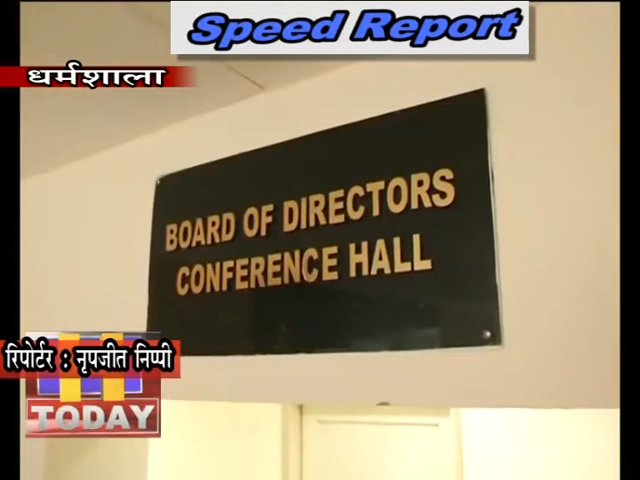 Speed Report
धर्मशाला
BOARD OF DIRECTORS
CONFERENCE HALL
रिपोर्टर : नृपजीत निप्पी
TODAY